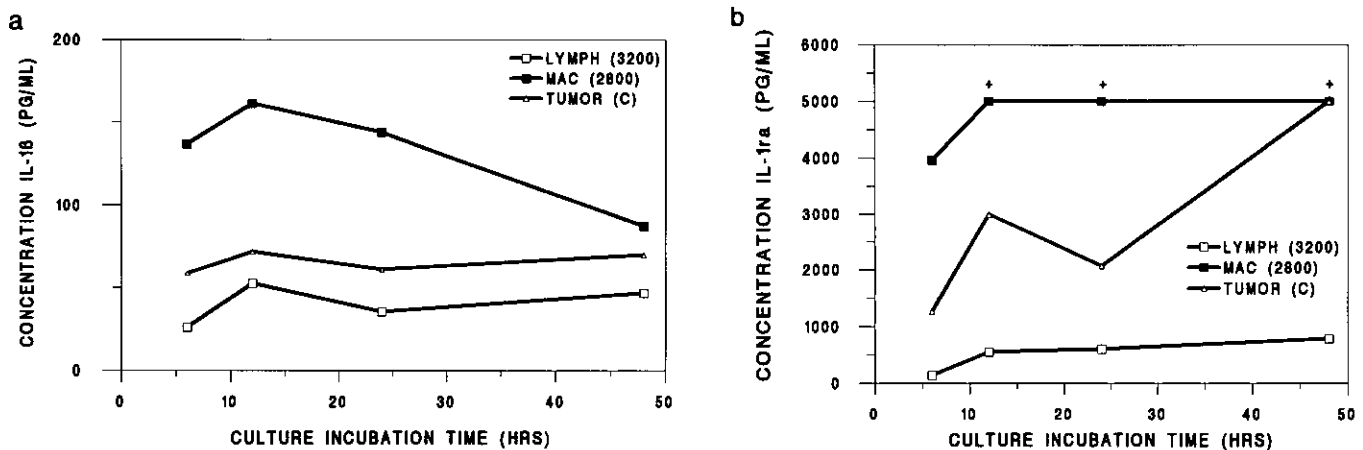 a
200
100
0
0
10
20
30
40
50
CONCENTRATION IL-1ß (PG/ML)
CULTURE INCUBATION TIME (HRS)
LYMPH (3200)
MAC (2800)
TUMOR (C)
b
6000
5000
4000
3000
2000
1000
0
0
10
20
30
40
50
CONCENTRATION IL-1ra (PG/ML)
CULTURE INCUBATION TIME (HRS)
+
+
+
LYMPH (3200)
MAC (2800)
TUMOR (C)